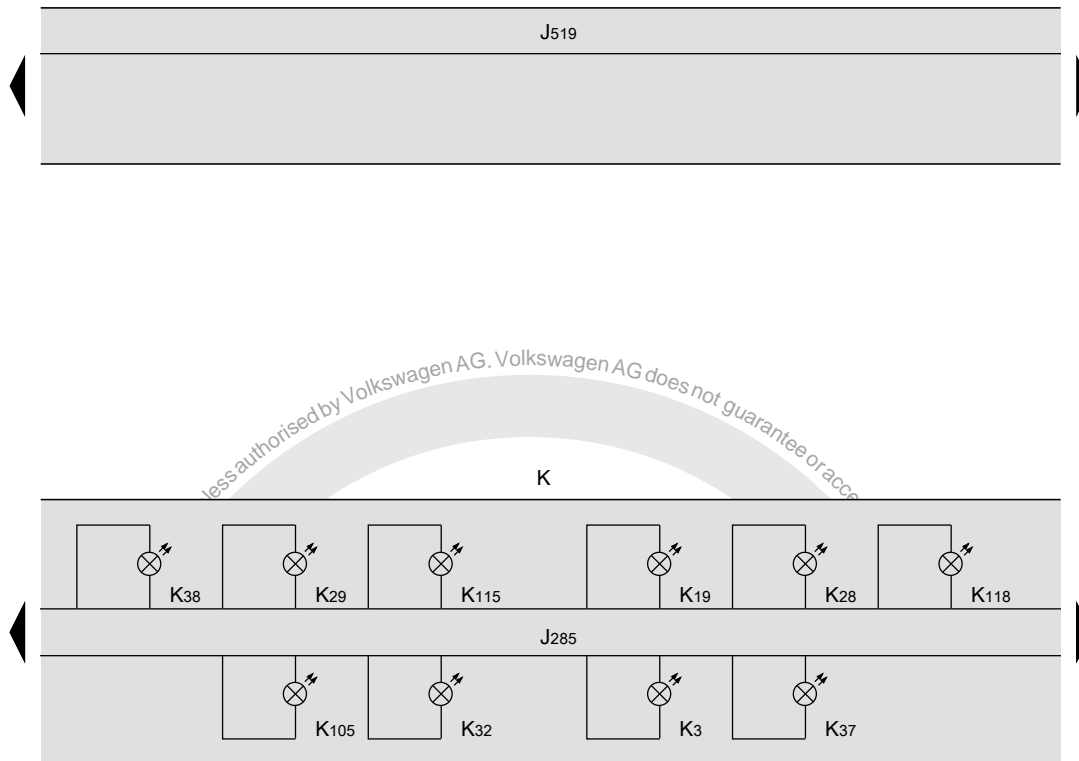 J519
less authorised by Volkswagen AG. Volkswagen AG does not guarantee or acce
K
K38 K29 K115 K19 K28 K118
J285
K105 K32 K3 K37